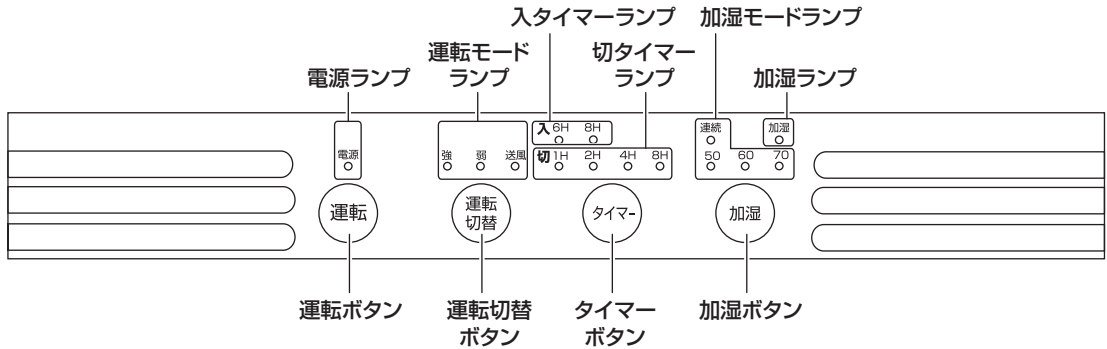 入タイマーランプ
加湿モードランプ
運転モード
ランプ
切タイマー
ランプ
電源ランプ
加湿ランプ
入 6H 8H
連続
加湿
電源
強 弱 送風
切 1H 2H 4H 8H
50 60 70
運転
運転
切替
タイマー
加湿
運転ボタン
運転切替
ボタン
タイマー
ボタン
加湿ボタン